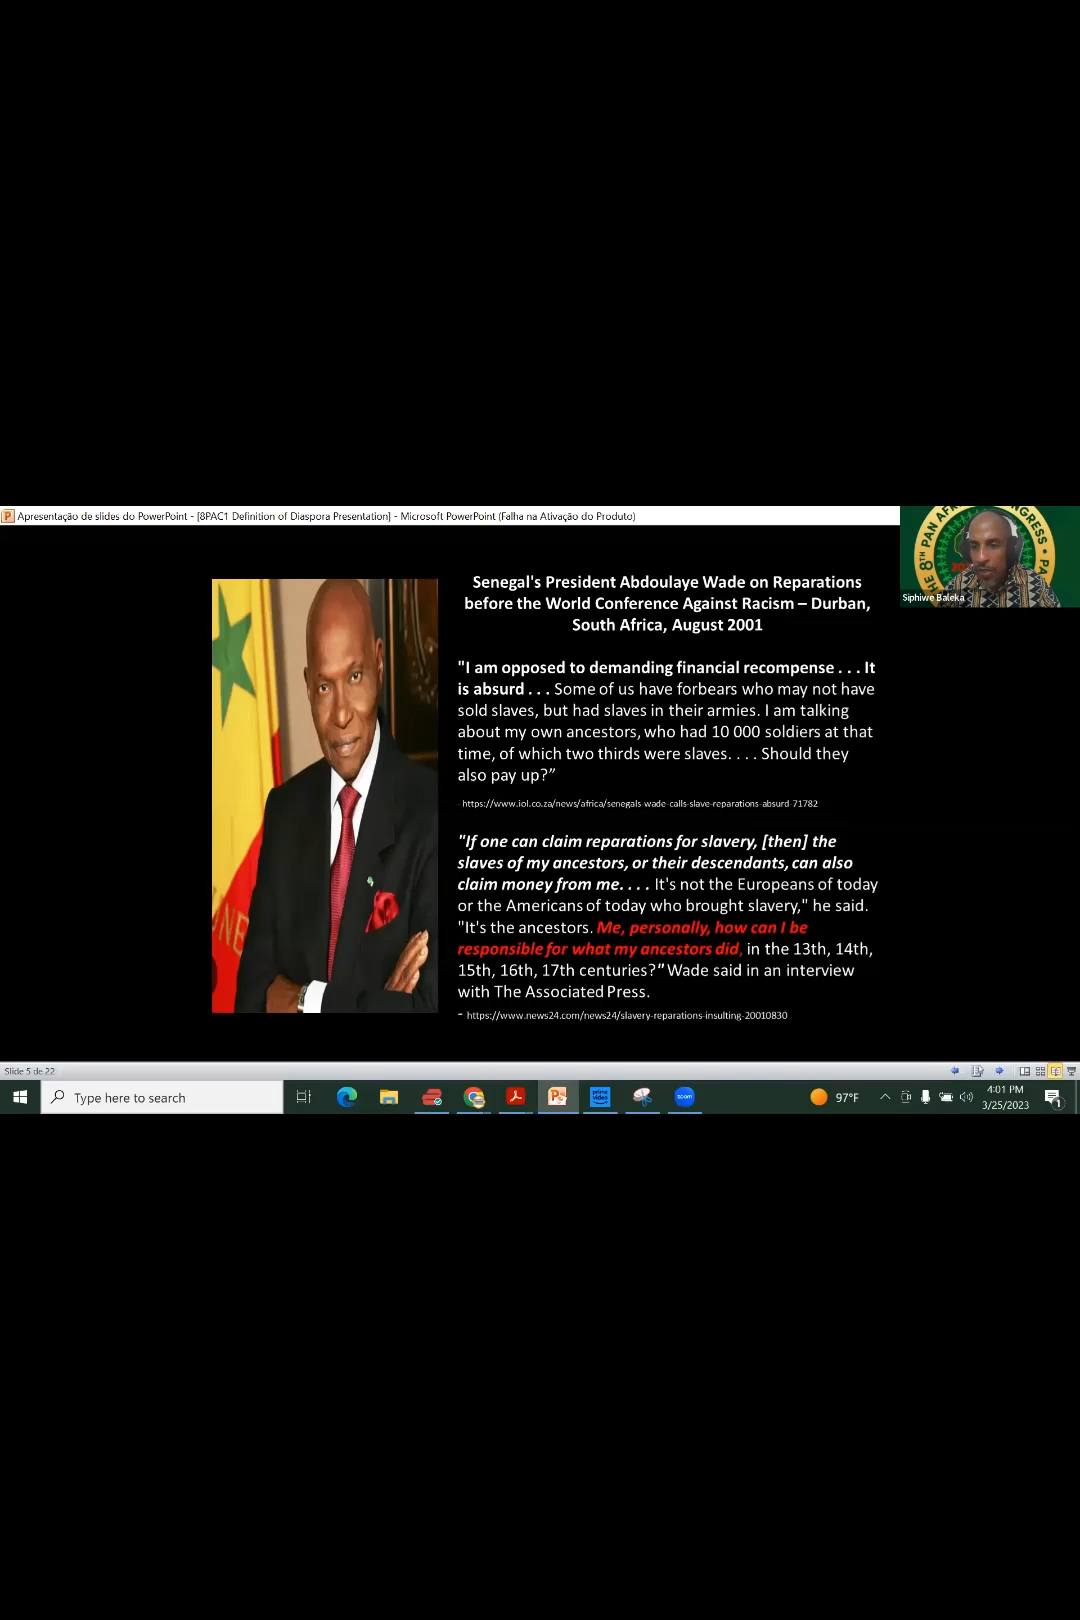 Apresentação de slides do PowerPoint - [8PAC1 Definition of Diaspora Presentation] - Microsoft PowerPoint (Falha na Ativação do Produto)
THE 8TH PAN AFR
GRESS • PA
Siphiwe Baleka
Senegal's President Abdoulaye Wade on Reparations
before the World Conference Against Racism – Durban,
South Africa, August 2001
"I am opposed to demanding financial recompense . . . It
is absurd . . . Some of us have forbears who may not have
sold slaves, but had slaves in their armies. I am talking
about my own ancestors, who had 10 000 soldiers at that
time, of which two thirds were slaves. . . . Should they
also pay up?”
- https://www.iol.co.za/news/africa/senegals-wade-calls-slave-reparations-absurd-71782
"If one can claim reparations for slavery, [then] the
slaves of my ancestors, or their descendants, can also
claim money from me. . . . It's not the Europeans of today
or the Americans of today who brought slavery," he said.
"It's the ancestors. Me, personally, how can I be
responsible for what my ancestors did, in the 13th, 14th,
15th, 16th, 17th centuries?" Wade said in an interview
with The Associated Press.
- https://www.news24.com/news24/slavery-reparations-insulting-20010830
Slide 5 de 22
Type here to search
prime video
zoom
97°F
4:01 PM
3/25/2023
1